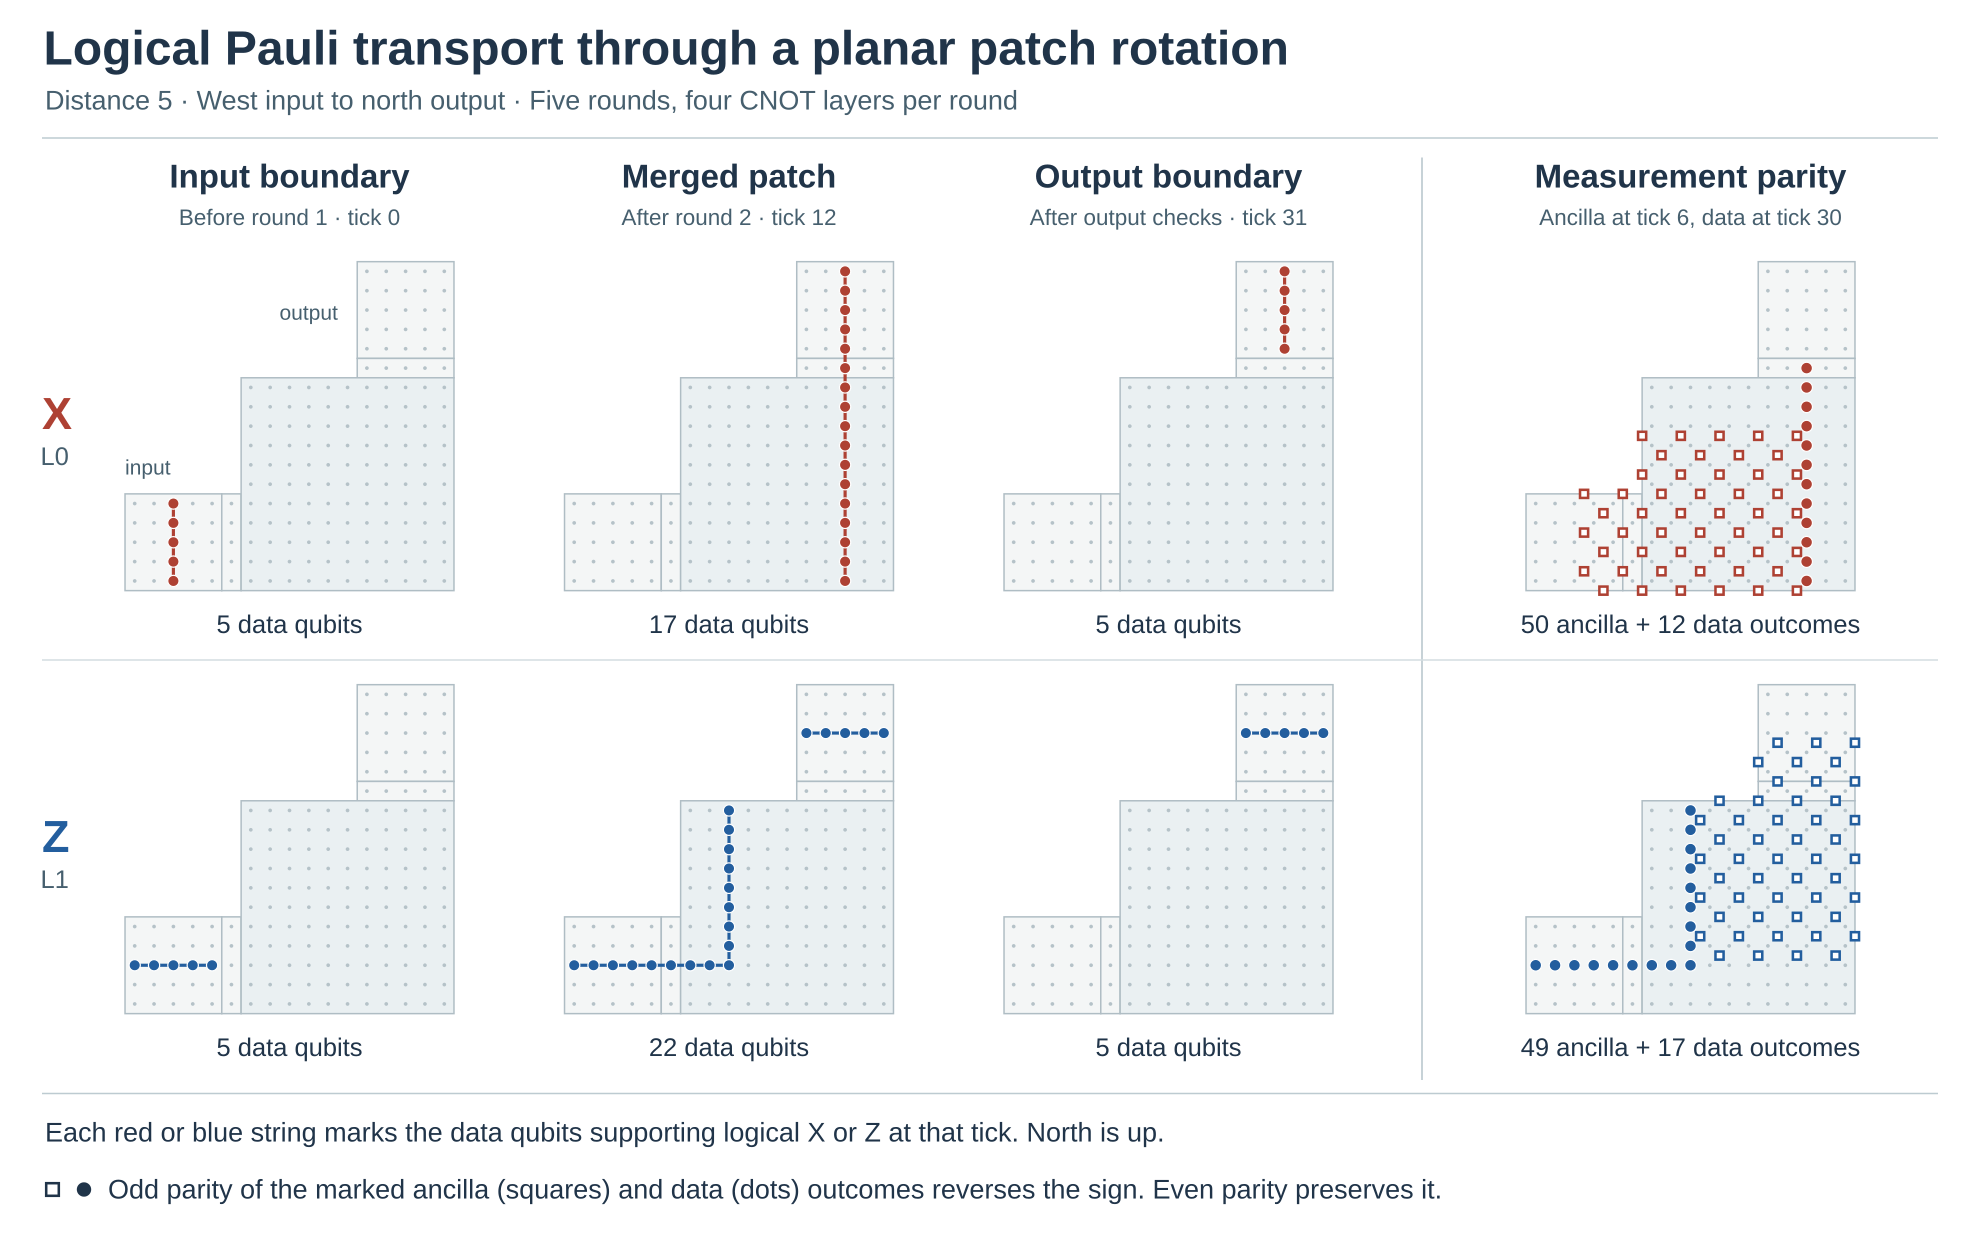 Logical Pauli transport through a planar patch rotation
Distance 5 · West input to north output · Five rounds, four CNOT layers per round
Input boundary
Before round 1 · tick 0
Merged patch
After round 2 · tick 12
Output boundary
After output checks · tick 31
Measurement parity
Ancilla at tick 6, data at tick 30
X
L0
output
input
5 data qubits
17 data qubits
5 data qubits
50 ancilla + 12 data outcomes
Z
L1
5 data qubits
22 data qubits
5 data qubits
49 ancilla + 17 data outcomes
Each red or blue string marks the data qubits supporting logical X or Z at that tick. North is up.
Odd parity of the marked ancilla (squares) and data (dots) outcomes reverses the sign. Even parity preserves it.